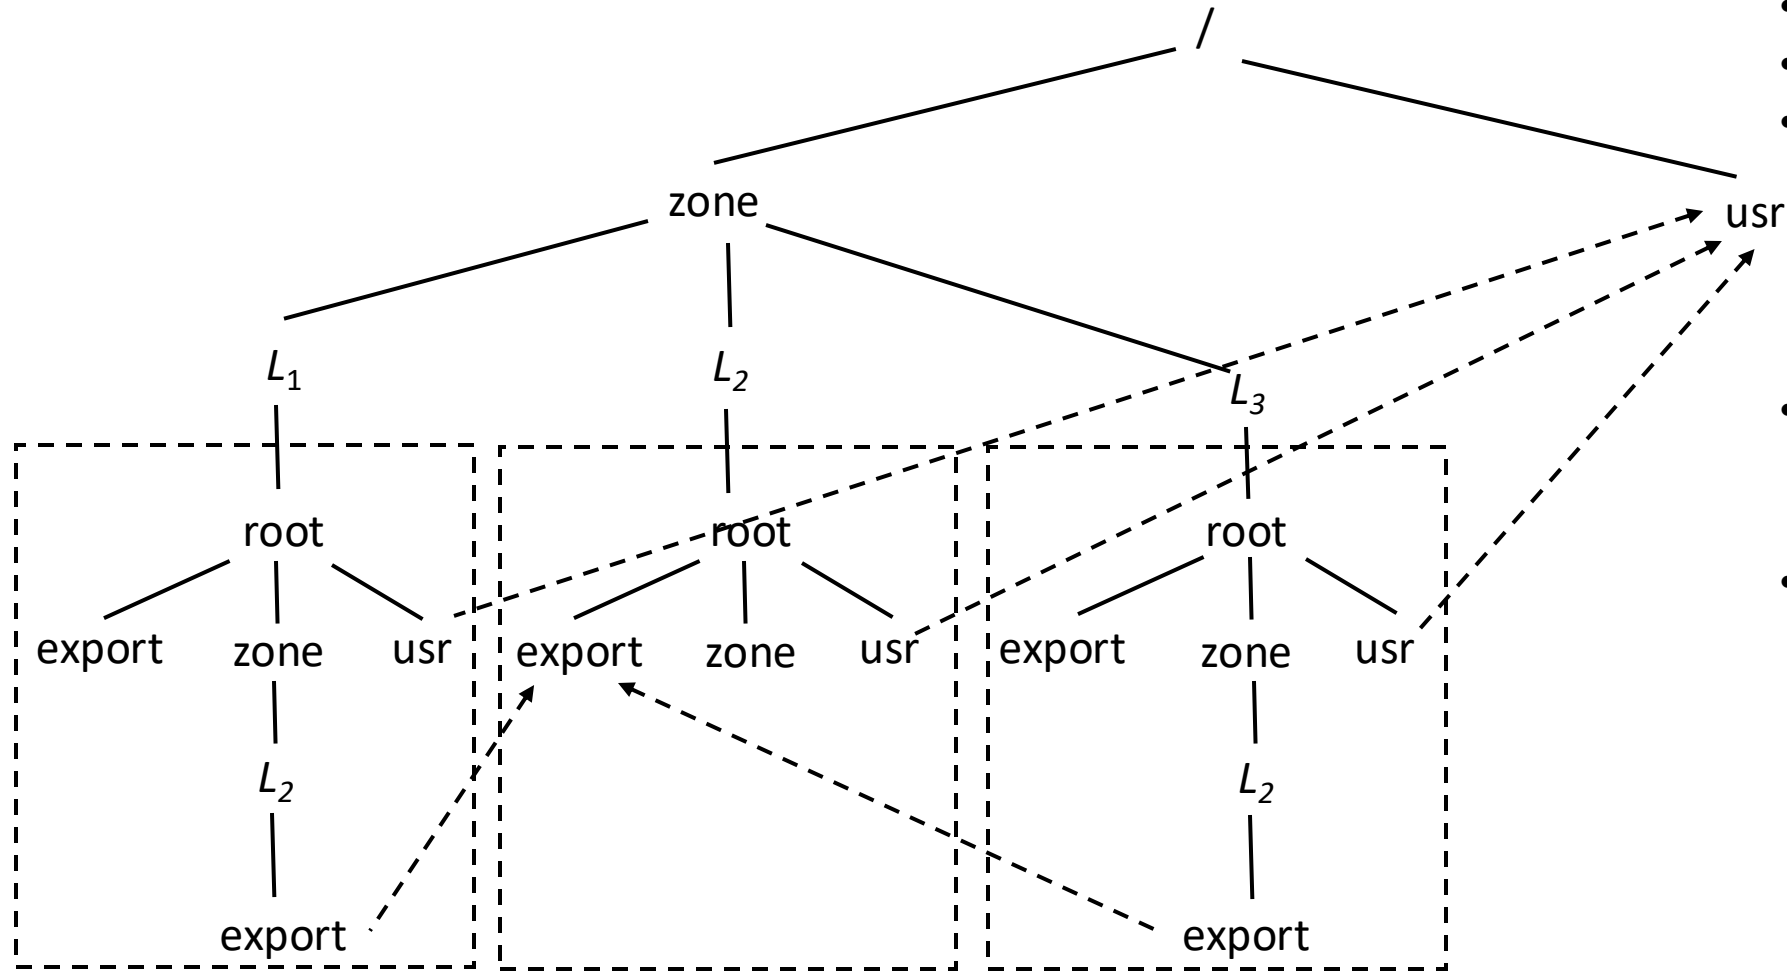 /
zone
usr
L1
L2
L3
root root root
export zone usr export zone usr export zone usr
L2 L2
export export